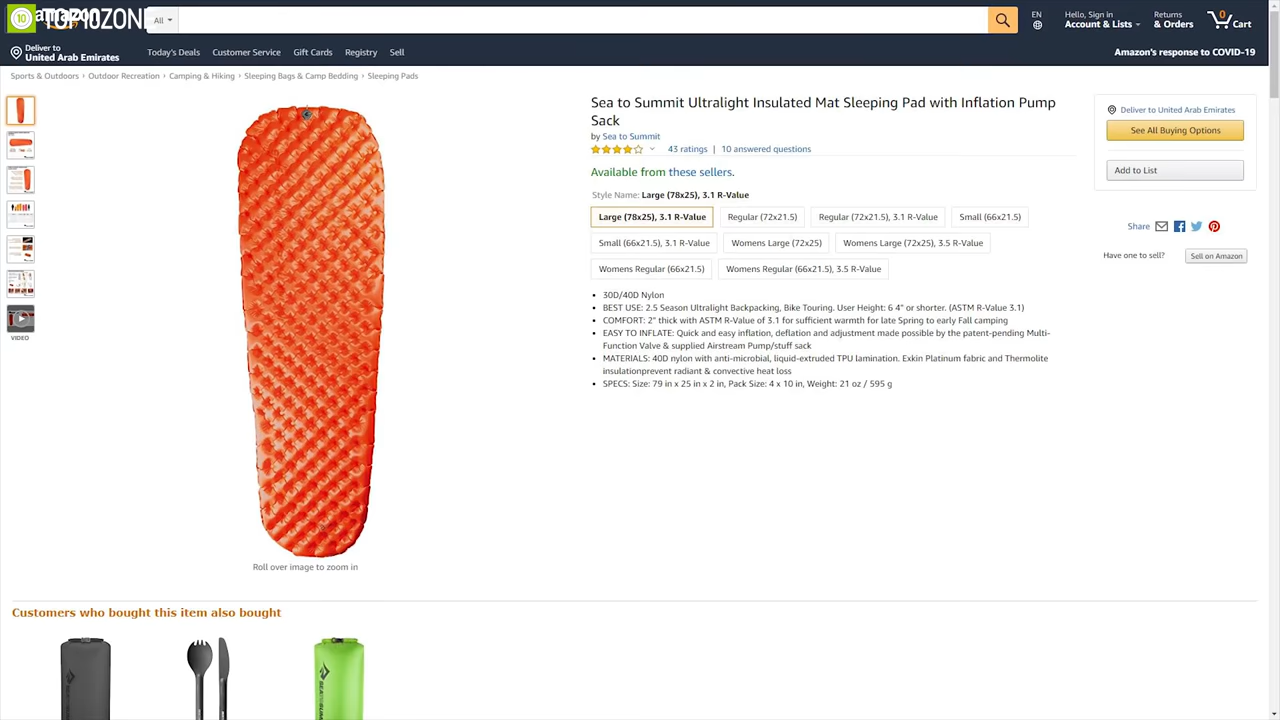 TOP10ZONE
10
All
EN
Hello, Sign in
Account & Lists
Returns
& Orders
0
Cart
Deliver to
United Arab Emirates
Today's Deals
Customer Service
Gift Cards
Registry
Sell
Amazon's response to COVID-19
Sports & Outdoors › Outdoor Recreation › Camping & Hiking › Sleeping Bags & Camp Bedding › Sleeping Pads
VIDEO
Roll over image to zoom in
Sea to Summit Ultralight Insulated Mat Sleeping Pad with Inflation Pump
Sack
by Sea to Summit
43 ratings | 10 answered questions
Available from these sellers.
Style Name: Large (78x25), 3.1 R-Value
Large (78x25), 3.1 R-Value
Regular (72x21.5)
Regular (72x21.5), 3.1 R-Value
Small (66x21.5)
Small (66x21.5), 3.1 R-Value
Womens Large (72x25)
Womens Large (72x25), 3.5 R-Value
Womens Regular (66x21.5)
Womens Regular (66x21.5), 3.5 R-Value
• 30D/40D Nylon
• BEST USE: 2.5 Season Ultralight Backpacking, Bike Touring. User Height: 6 4" or shorter. (ASTM R-Value 3.1)
• COMFORT: 2" thick with ASTM R-Value of 3.1 for sufficient warmth for late Spring to early Fall camping
• EASY TO INFLATE: Quick and easy inflation, deflation and adjustment made possible by the patent-pending Multi-
Function Valve & supplied Airstream Pump/stuff sack
• MATERIALS: 40D nylon with anti-microbial, liquid-extruded TPU lamination. Exkin Platinum fabric and Thermolite
insulationprevent radiant & convective heat loss
• SPECS: Size: 79 in x 25 in x 2 in, Pack Size: 4 x 10 in, Weight: 21 oz / 595 g
Deliver to United Arab Emirates
See All Buying Options
Add to List
Share
Have one to sell?
Sell on Amazon
Customers who bought this item also bought